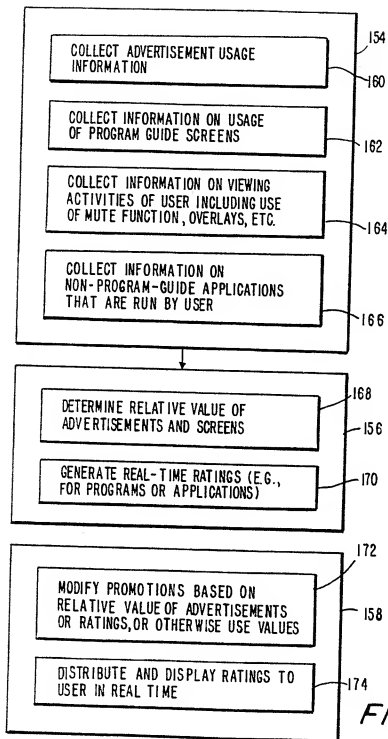 154
COLLECT ADVERTISEMENT USAGE
INFORMATION
160
COLLECT INFORMATION ON USAGE
OF PROGRAM GUIDE SCREENS
162
COLLECT INFORMATION ON VIEWING
ACTIVITIES OF USER INCLUDING USE
OF MUTE FUNCTION, OVERLAYS, ETC.
164
COLLECT INFORMATION ON
NON-PROGRAM-GUIDE APPLICATIONS
THAT ARE RUN BY USER
166
168
DETERMINE RELATIVE VALUE OF
ADVERTISEMENTS AND SCREENS
156
GENERATE REAL-TIME RATINGS (E.G.,
FOR PROGRAMS OR APPLICATIONS)
170
172
MODIFY PROMOTIONS BASED ON
RELATIVE VALUE OF ADVERTISEMENTS
OR RATINGS, OR OTHERWISE USE VALUES
158
DISTRIBUTE AND DISPLAY RATINGS TO
USER IN REAL TIME
174